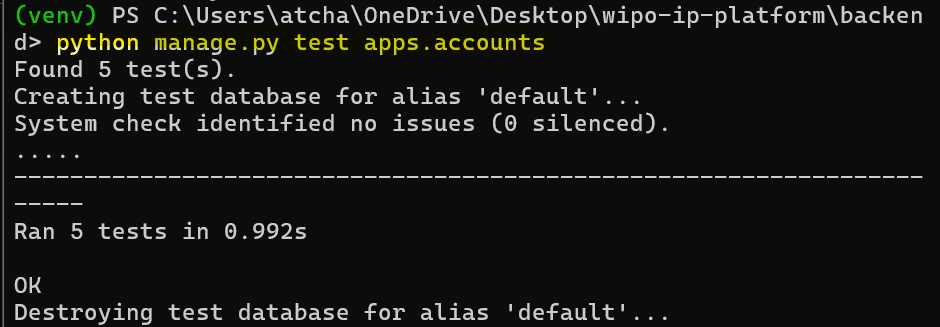 (venv) PS C:\Users\atcha\OneDrive\Desktop\wipo-ip-platform\backen
d> python manage.py test apps.accounts
Found 5 test(s).
Creating test database for alias 'default'...
System check identified no issues (0 silenced).
.....
-----------------------------------------------------------------
-----
Ran 5 tests in 0.992s

OK
Destroying test database for alias 'default'...